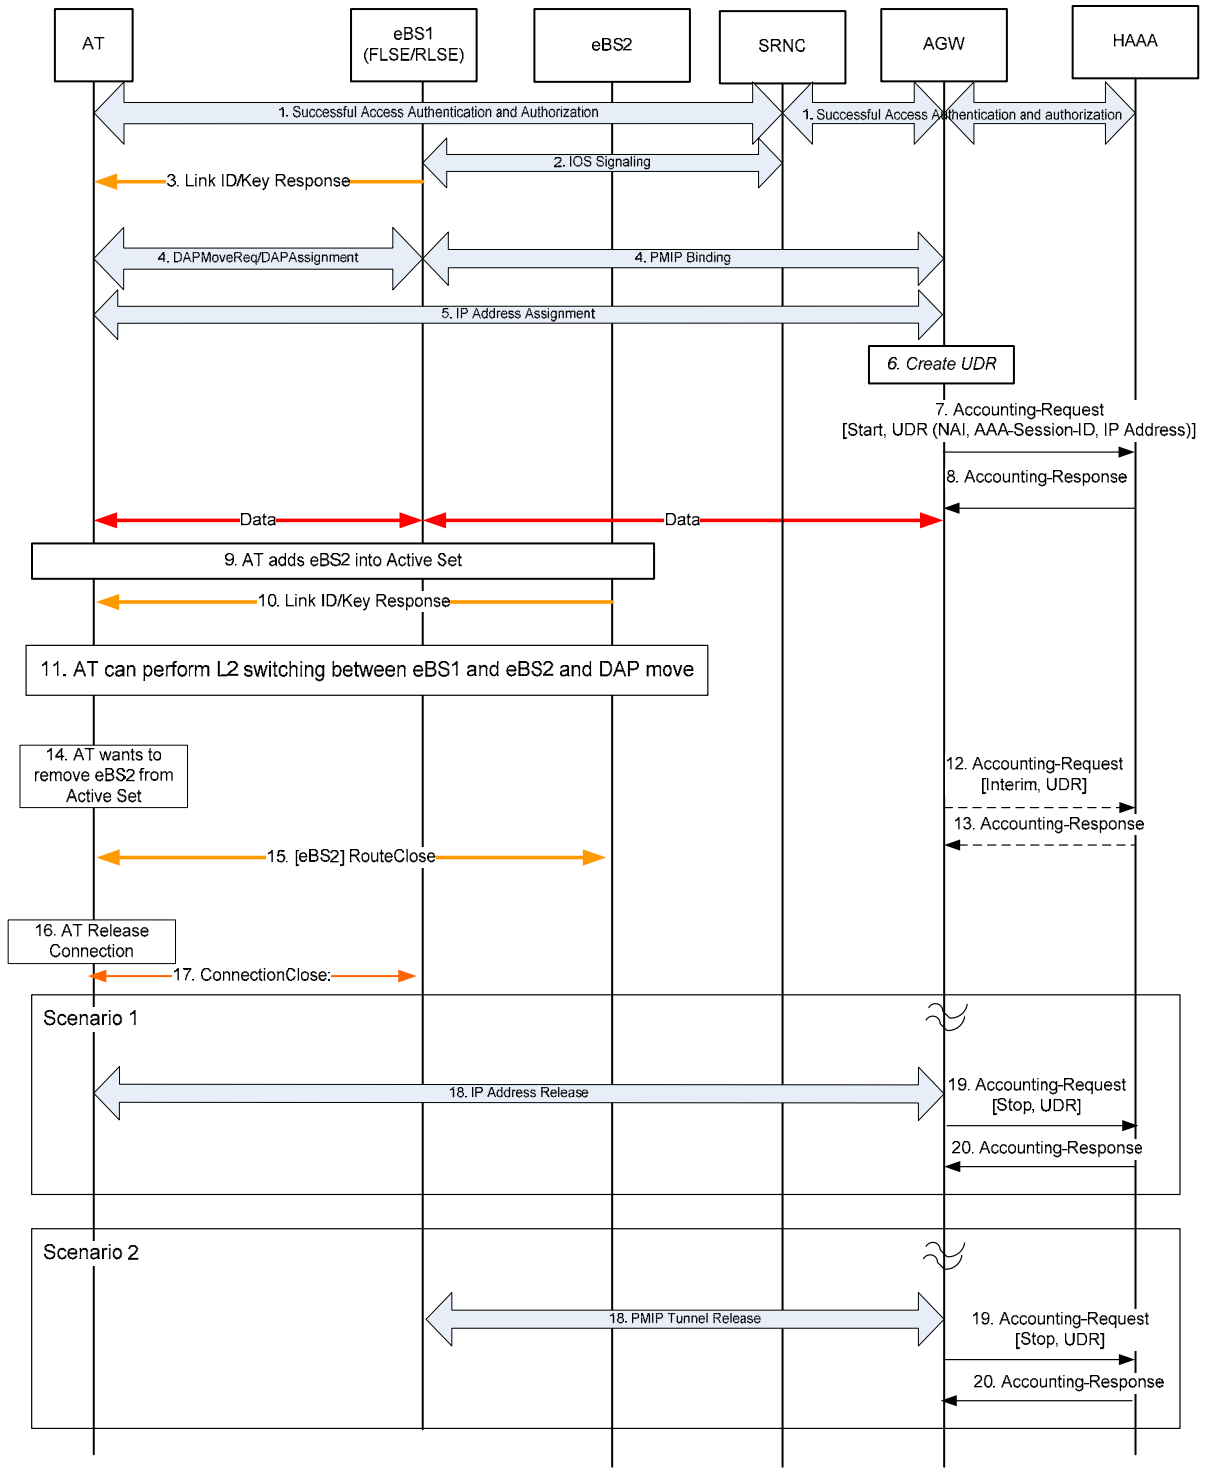 AT
eBS1
(FLSE/RLSE)
eBS2
SRNC
AGW
HAAA
1. Successful Access Authentication and Authorization
1. Successful Access Authentication and authorization
2. IOS Signaling
3. Link ID/Key Response
4. DAPMoveReq/DAPAssignment
4. PMIP Binding
5. IP Address Assignment
6. Create UDR
7. Accounting-Request
[Start, UDR (NAI, AAA-Session-ID, IP Address)]
8. Accounting-Response
Data
Data
9. AT adds eBS2 into Active Set
10. Link ID/Key Response
11. AT can perform L2 switching between eBS1 and eBS2 and DAP move
14. AT wants to
remove eBS2 from
Active Set
12. Accounting-Request
[Interim, UDR]
13. Accounting-Response
15. [eBS2] RouteClose
16. AT Release
Connection
17. ConnectionClose:
Scenario 1
18. IP Address Release
19. Accounting-Request
[Stop, UDR]
20. Accounting-Response
Scenario 2
18. PMIP Tunnel Release
19. Accounting-Request
[Stop, UDR]
20. Accounting-Response